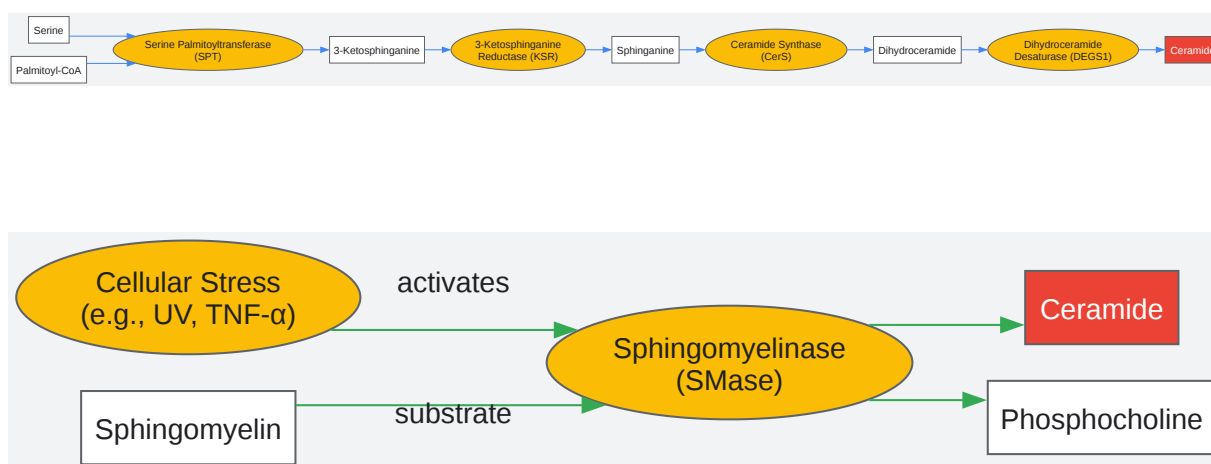 Serine
Palmitoyl-CoA
Serine Palmitoyltransferase
(SPT)
3-Ketosphinganine
3-Ketosphinganine
Reductase (KSR)
Sphinganine
Ceramide Synthase
(CerS)
Dihydroceramide
Dihydroceramide
Desaturase (DEGS1)
Ceramide
Cellular Stress
(e.g., UV, TNF-α)
activates
Sphingomyelin
substrate
Sphingomyelinase
(SMase)
Ceramide
Phosphocholine